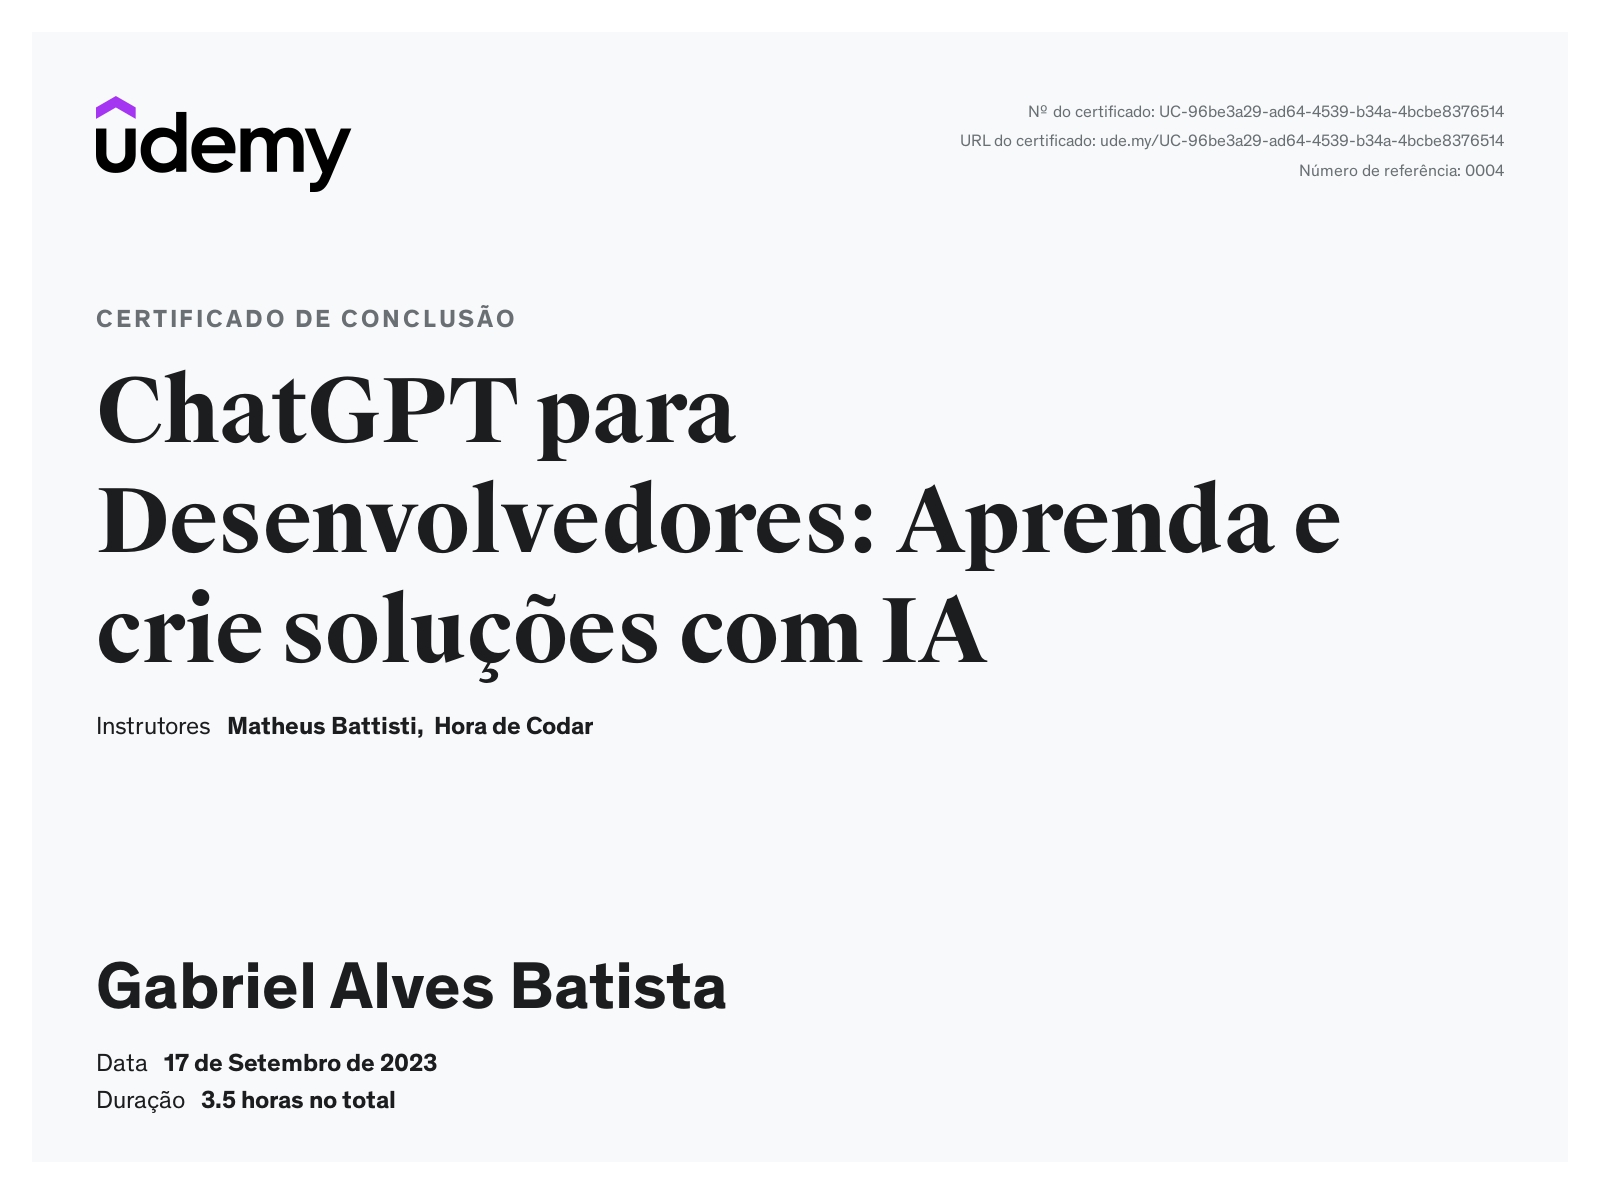 udemy
Nº do certificado: UC-96be3a29-ad64-4539-b34a-4bcbe8376514
URL do certificado: ude.my/UC-96be3a29-ad64-4539-b34a-4bcbe8376514
Número de referência: 0004
CERTIFICADO DE CONCLUSÃO
ChatGPT para
Desenvolvedores: Aprenda e
crie soluções com IA
Instrutores Matheus Battisti, Hora de Codar
Gabriel Alves Batista
Data 17 de Setembro de 2023
Duração 3.5 horas no total